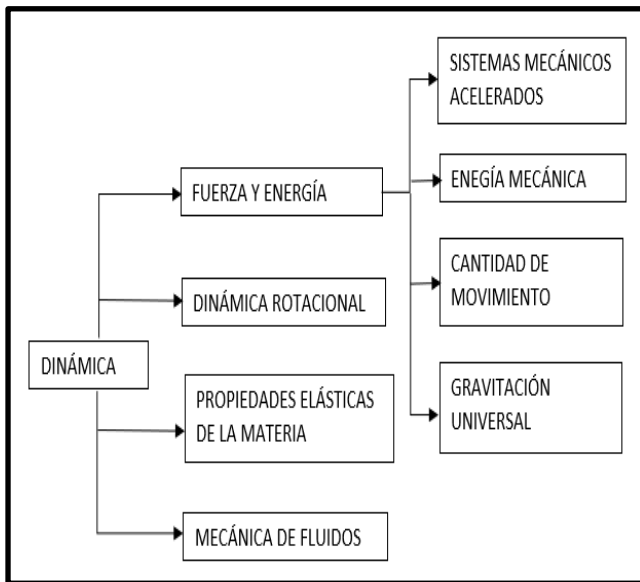 DINÁMICA
FUERZA Y ENERGÍA
DINÁMICA ROTACIONAL
PROPIEDADES ELÁSTICAS
DE LA MATERIA
MECÁNICA DE FLUIDOS
SISTEMAS MECÁNICOS
ACELERADOS
ENEGÍA MECÁNICA
CANTIDAD DE
MOVIMIENTO
GRAVITACIÓN
UNIVERSAL